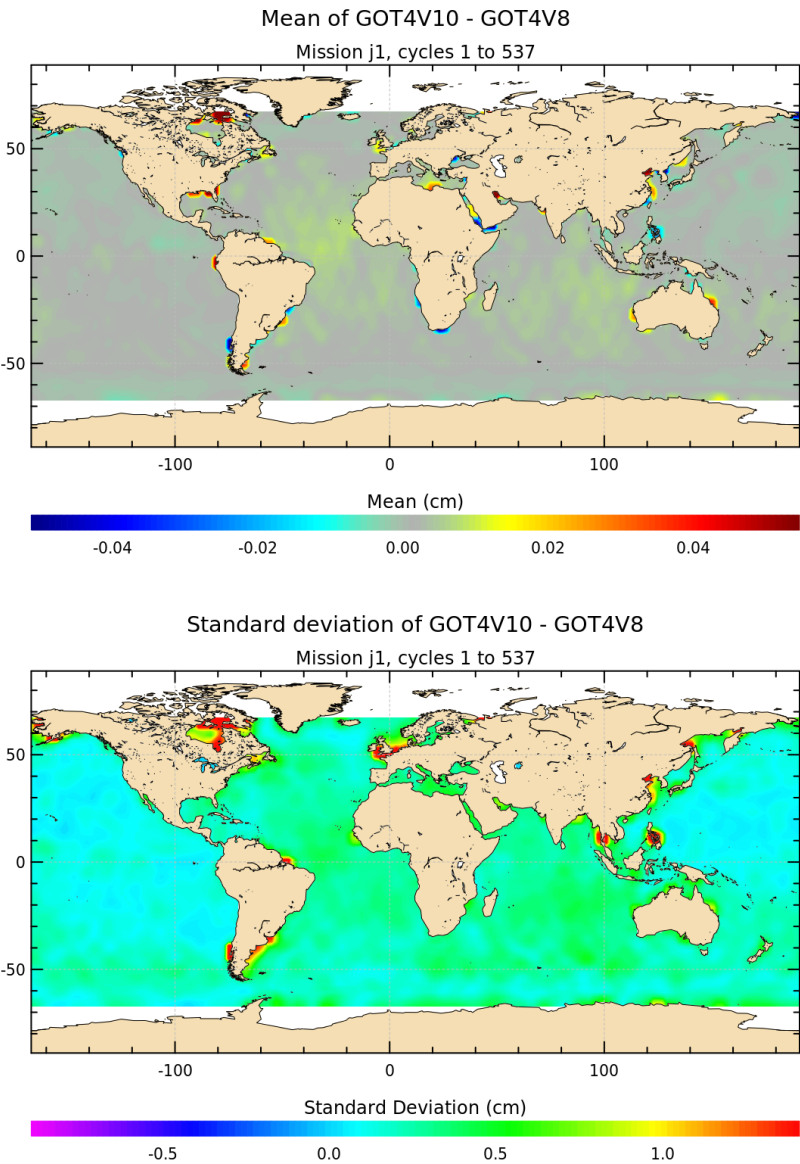 Mean of GOT4V10 - GOT4V8
Mission j1, cycles 1 to 537
50
0
-50
-100 0 100
Mean (cm)
-0.04 -0.02 0.00 0.02 0.04
Standard deviation of GOT4V10 - GOT4V8
Mission j1, cycles 1 to 537
50
0
-50
-100 0 100
Standard Deviation (cm)
-0.5 0.0 0.5 1.0